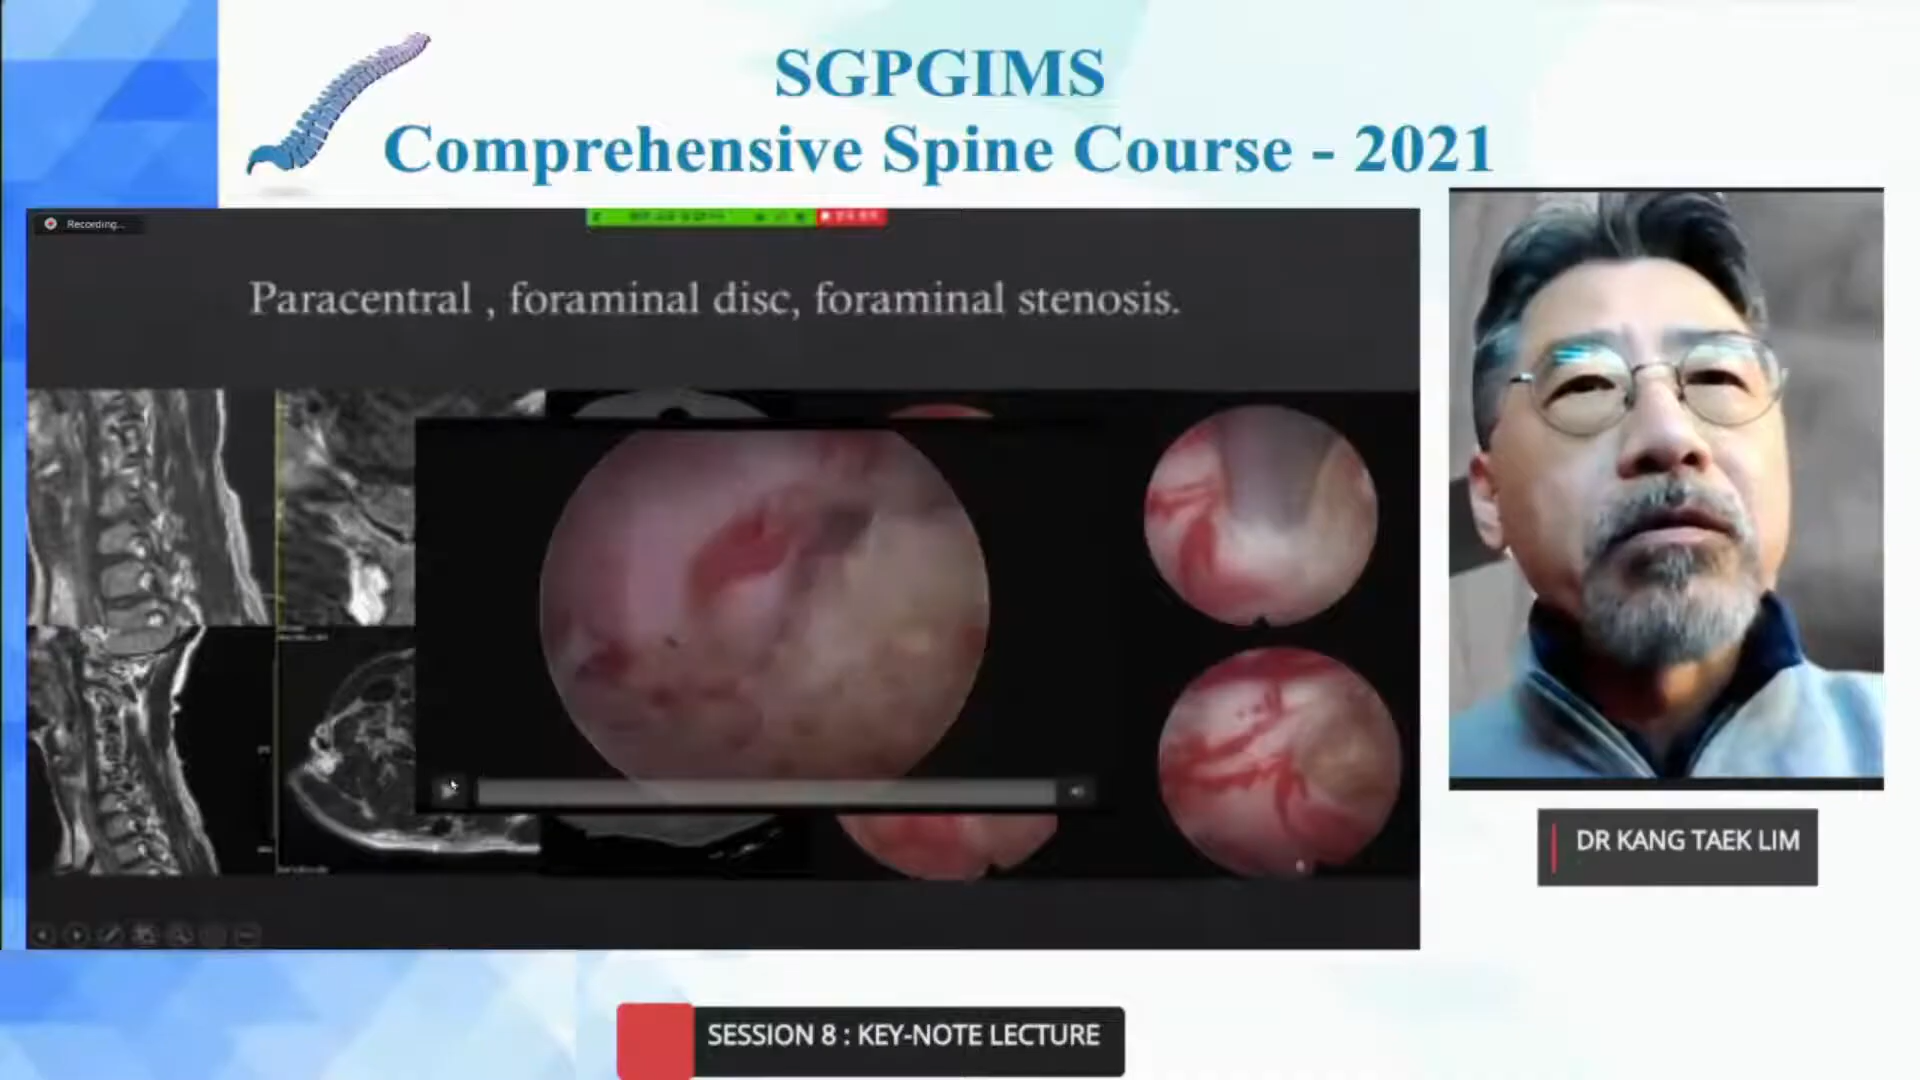 SGPGIMS
Comprehensive Spine Course - 2021
Recording...
Paracentral , foraminal disc, foraminal stenosis.
DR KANG TAEK LIM
SESSION 8 : KEY-NOTE LECTURE